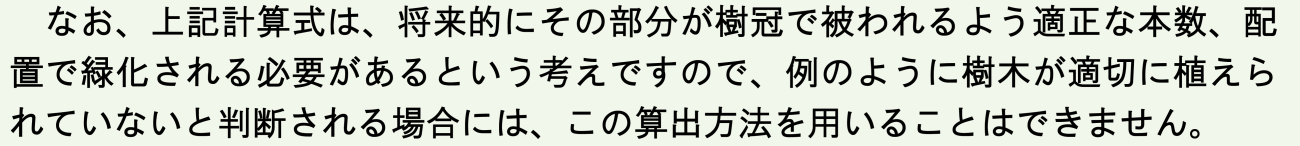 なお、上記計算式は、将来的にその部分が樹冠で被われるよう適正な本数、配
置で緑化される必要があるという考えですので、例のように樹木が適切に植えら
れていないと判断される場合には、この算出方法を用いることはできません。